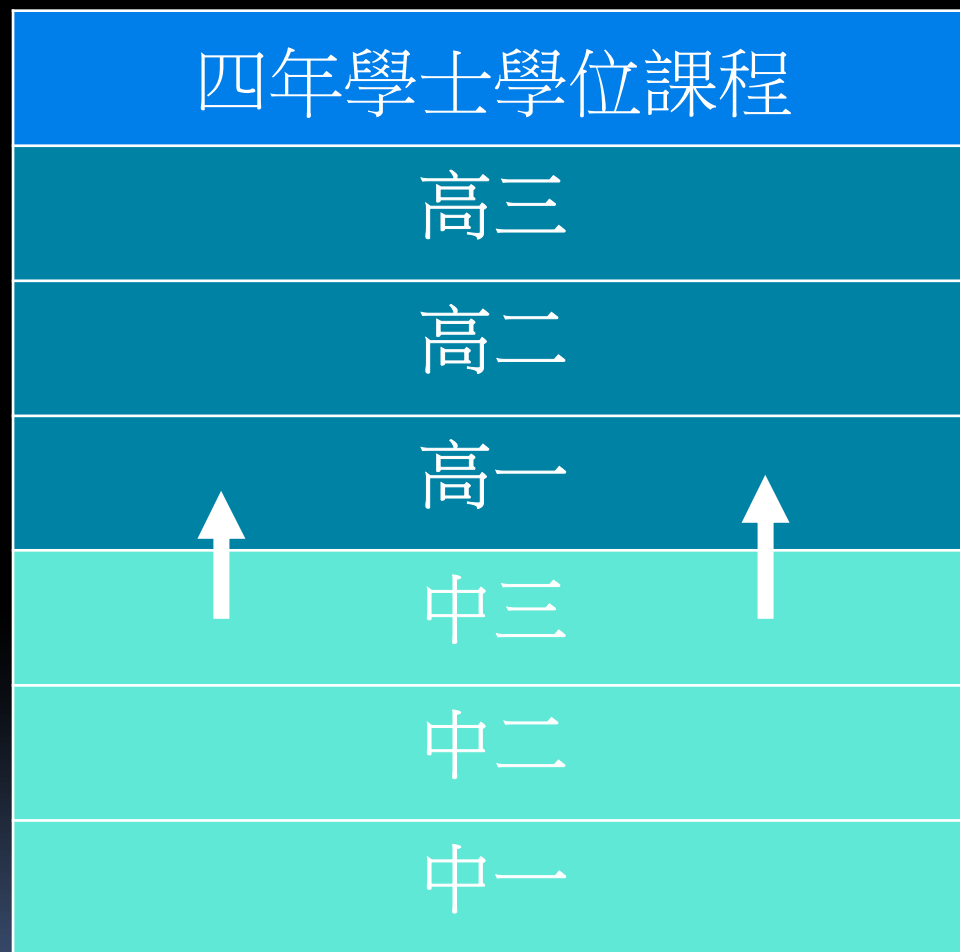 四年學士學位課程
高三
高二
高一
中三
中二
中一